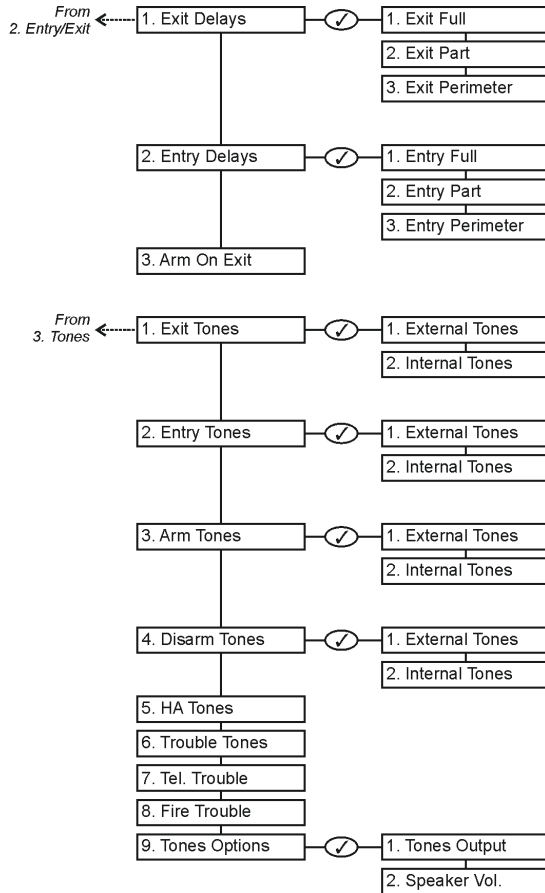 From
2. Entry/Exit
1. Exit Delays
1. Exit Full
2. Exit Part
3. Exit Perimeter
2. Entry Delays
1. Entry Full
2. Entry Part
3. Entry Perimeter
3. Arm On Exit
From
3. Tones
1. Exit Tones
1. External Tones
2. Internal Tones
2. Entry Tones
1. External Tones
2. Internal Tones
3. Arm Tones
1. External Tones
2. Internal Tones
4. Disarm Tones
1. External Tones
2. Internal Tones
5. HA Tones
6. Trouble Tones
7. Tel. Trouble
8. Fire Trouble
9. Tones Options
1. Tones Output
2. Speaker Vol.